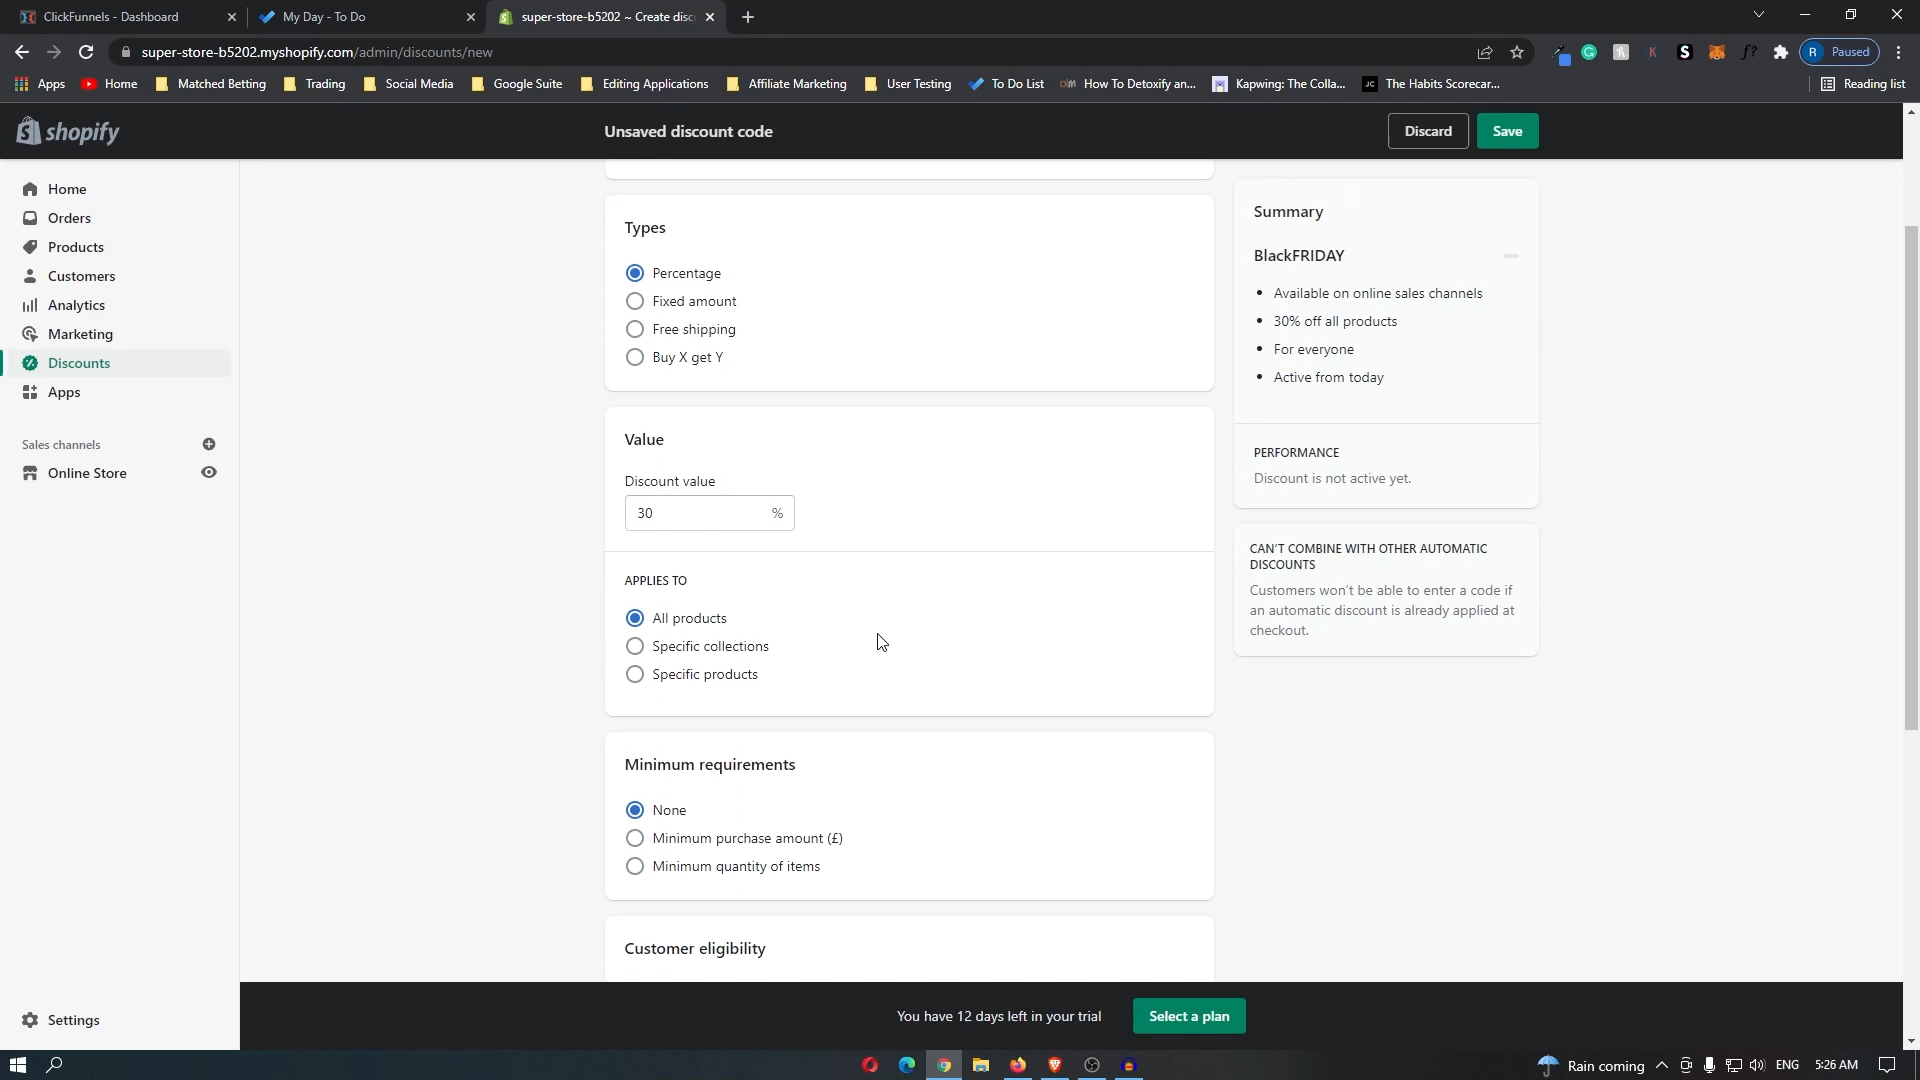 ClickFunnels - Dashboard
My Day - To Do
super-store-b5202 ~ Create disc
super-store-b5202.myshopify.com/admin/discounts/new
Paused
Apps
Home
Matched Betting
Trading
Social Media
Google Suite
Editing Applications
Affiliate Marketing
User Testing
To Do List
How To Detoxify an...
Kapwing: The Colla...
The Habits Scorecar...
Reading list
shopify
Unsaved discount code
Discard
Save
Home
Orders
Products
Customers
Analytics
Marketing
Discounts
Apps
Sales channels
Online Store
Settings
Types
Percentage
Fixed amount
Free shipping
Buy X get Y
Value
Discount value
30 %
APPLIES TO
All products
Specific collections
Specific products
Minimum requirements
None
Minimum purchase amount (£)
Minimum quantity of items
Customer eligibility
Summary
BlackFRIDAY
• Available on online sales channels
• 30% off all products
• For everyone
• Active from today
PERFORMANCE
Discount is not active yet.
CAN'T COMBINE WITH OTHER AUTOMATIC
DISCOUNTS
Customers won't be able to enter a code if
an automatic discount is already applied at
checkout.
You have 12 days left in your trial
Select a plan
Rain coming
ENG
5:26 AM